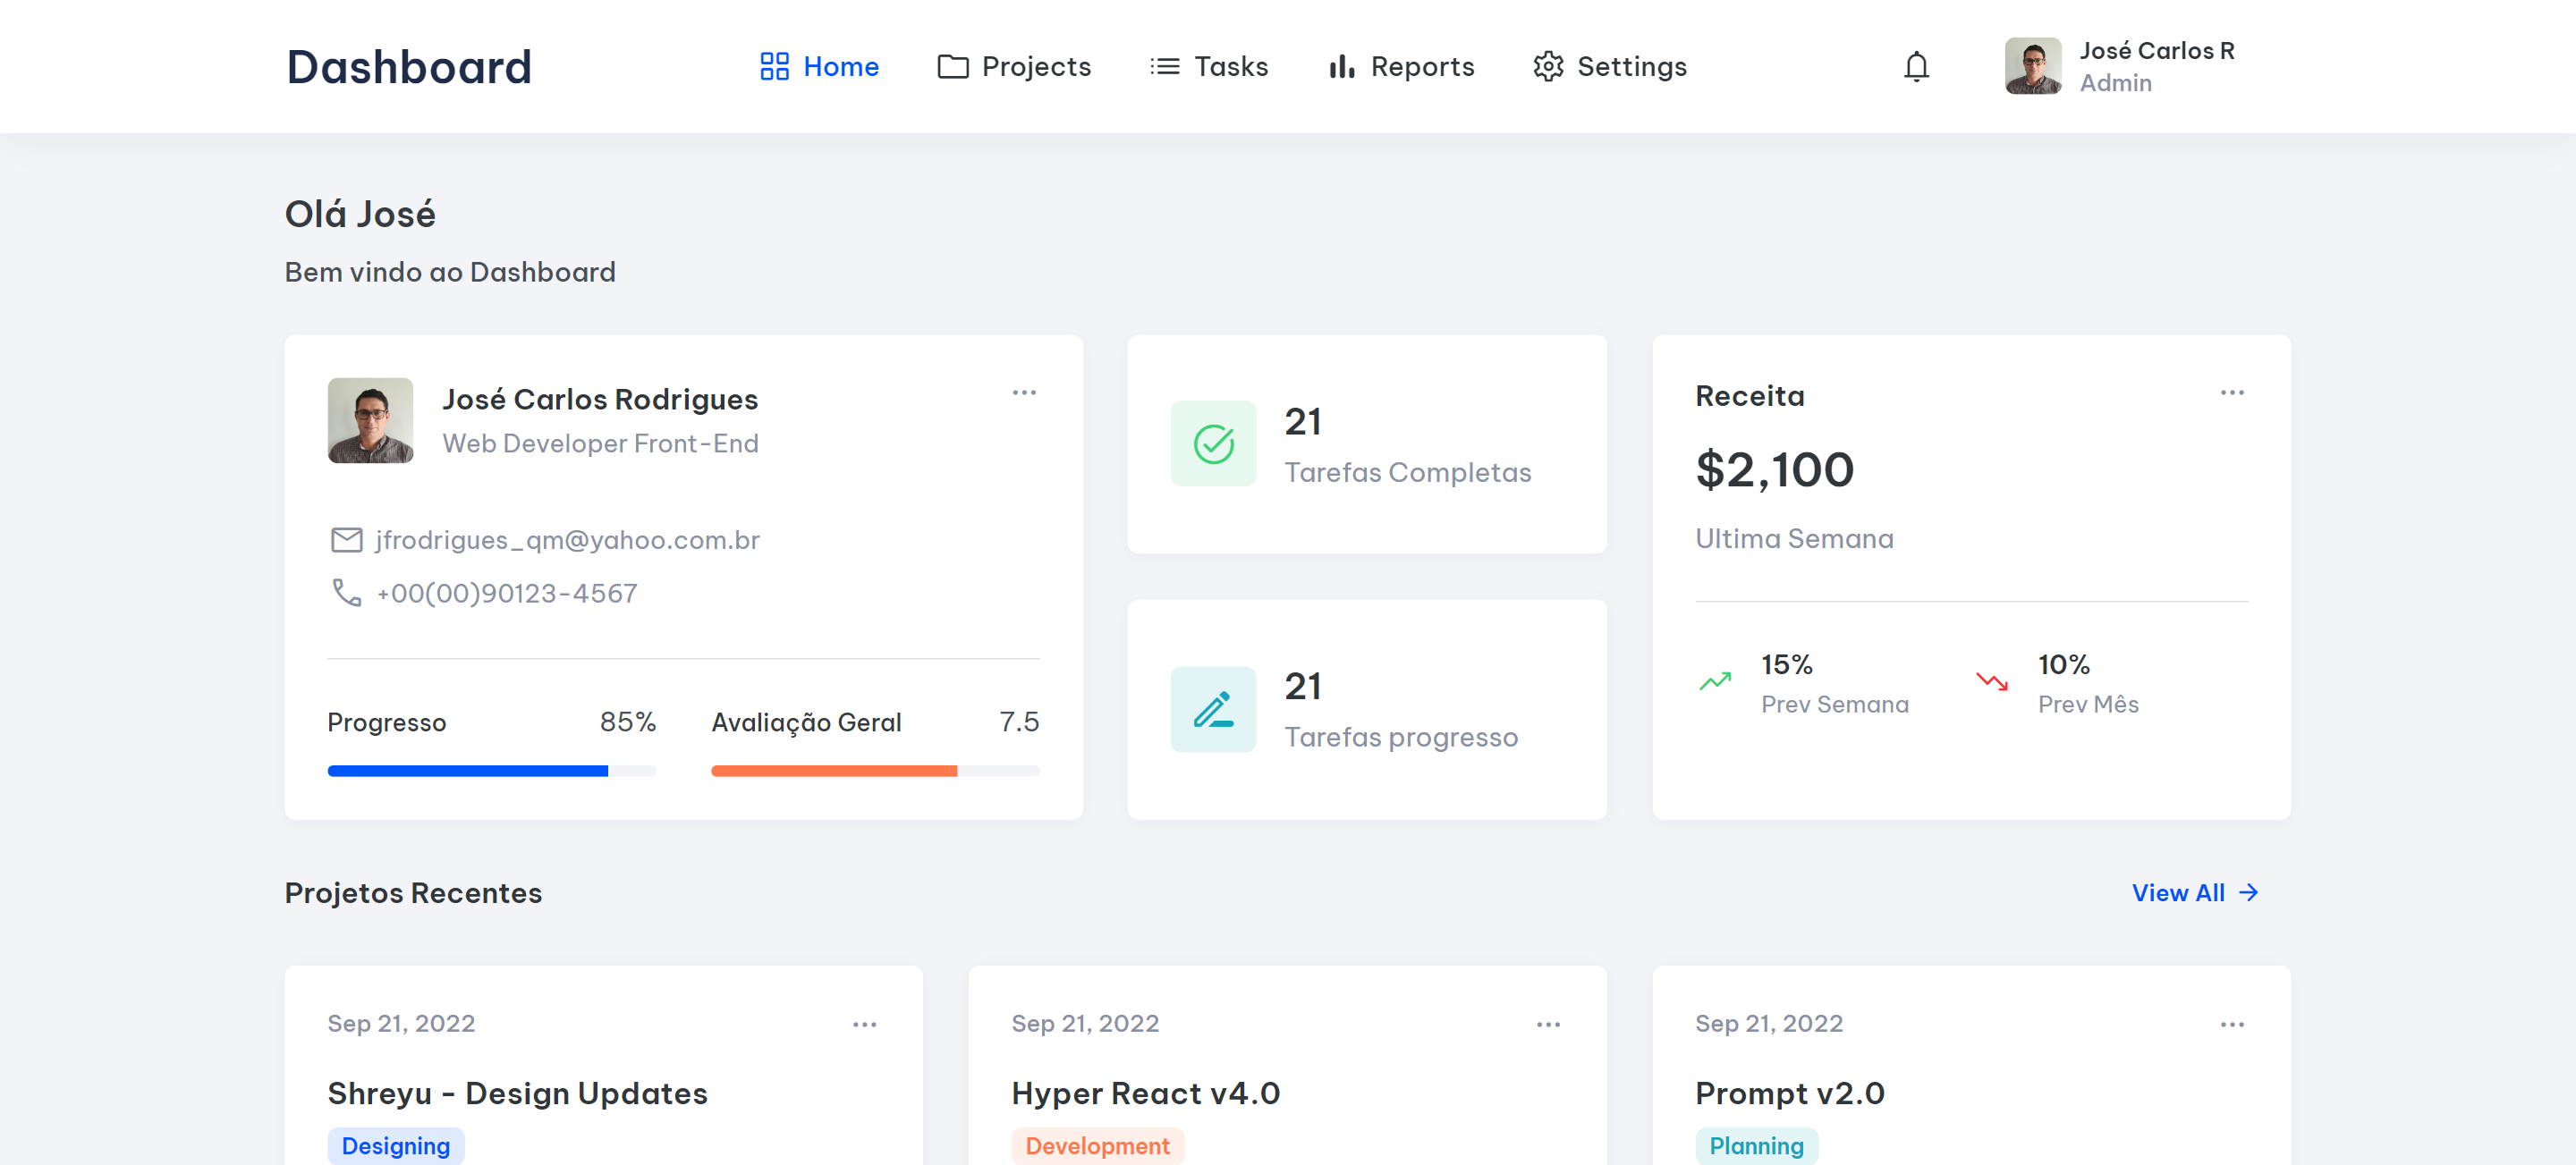 Dashboard
Home
Projects
Tasks
Reports
Settings
José Carlos R
Admin
Olá José
Bem vindo ao Dashboard
José Carlos Rodrigues
Web Developer Front-End
jfrodrigues_qm@yahoo.com.br
+00(00)90123-4567
Progresso 85%
Avaliação Geral 7.5
21
Tarefas Completas
21
Tarefas progresso
Receita
$2,100
Ultima Semana
15%
Prev Semana
10%
Prev Mês
Projetos Recentes
View All
Sep 21, 2022
Shreyu - Design Updates
Designing
Sep 21, 2022
Hyper React v4.0
Development
Sep 21, 2022
Prompt v2.0
Planning